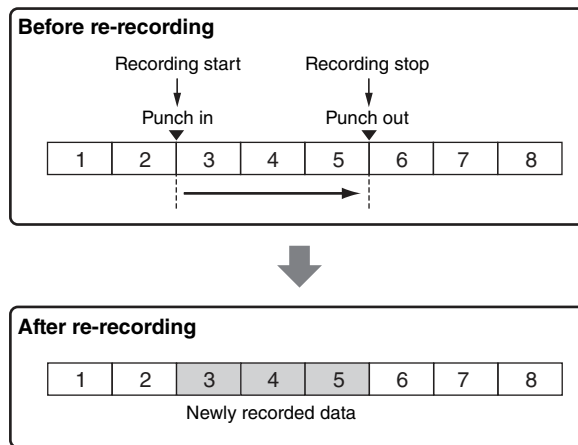 Before re-recording
Recording start Recording stop
Punch in Punch out
1 2 3 4 5 6 7 8
After re-recording
1 2 3 4 5 6 7 8
Newly recorded data